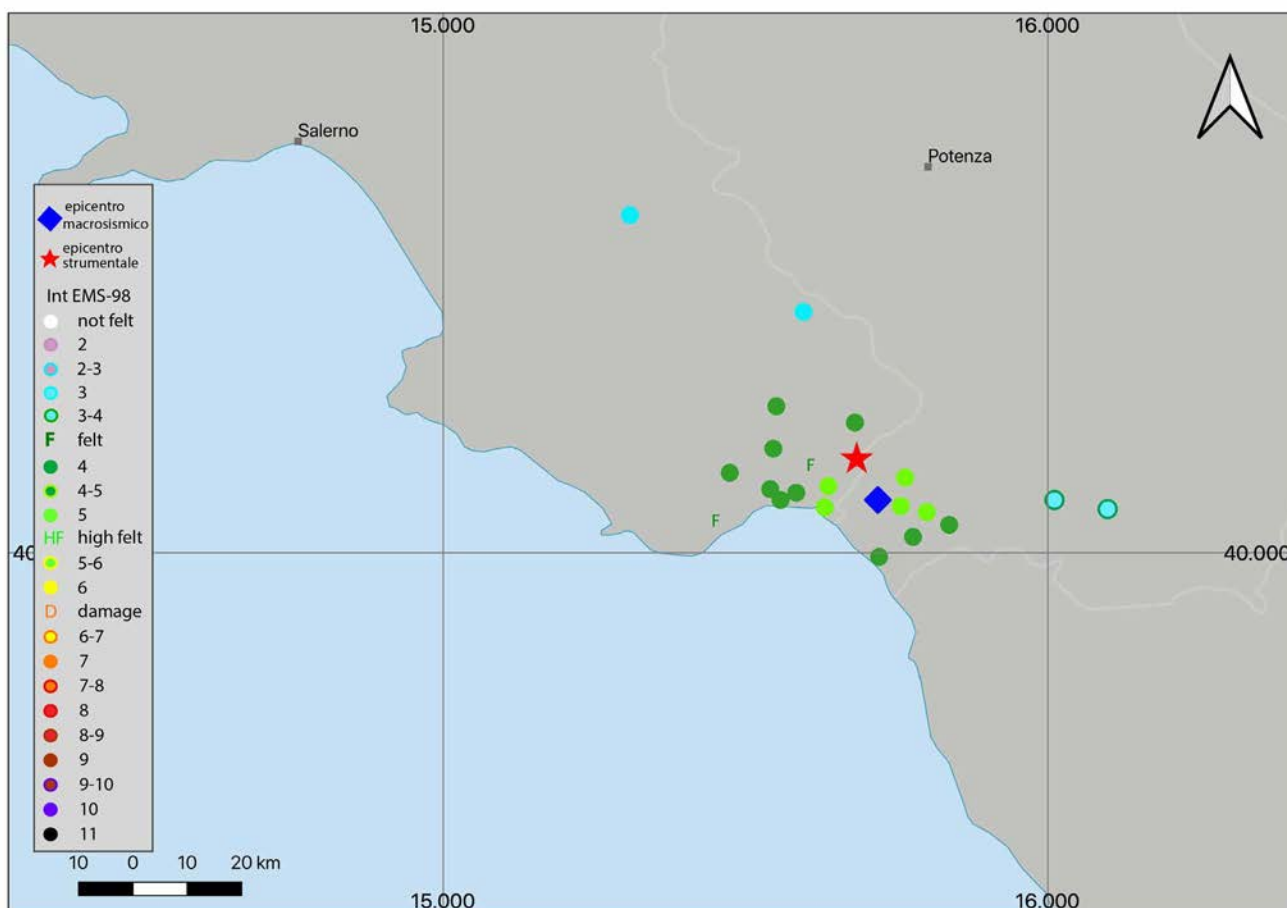 15.000
16.000
Salerno
Potenza
epicentro
macrosismico
epicentro
strumentale
Int EMS-98
not felt
2
2-3
3
3-4
F felt
4
4-5
5
HF high felt
5-6
6
D damage
6-7
7
7-8
8
8-9
9
9-10
10
11
F
F
40
40.000
10 0 10 20 km
15.000
16.000